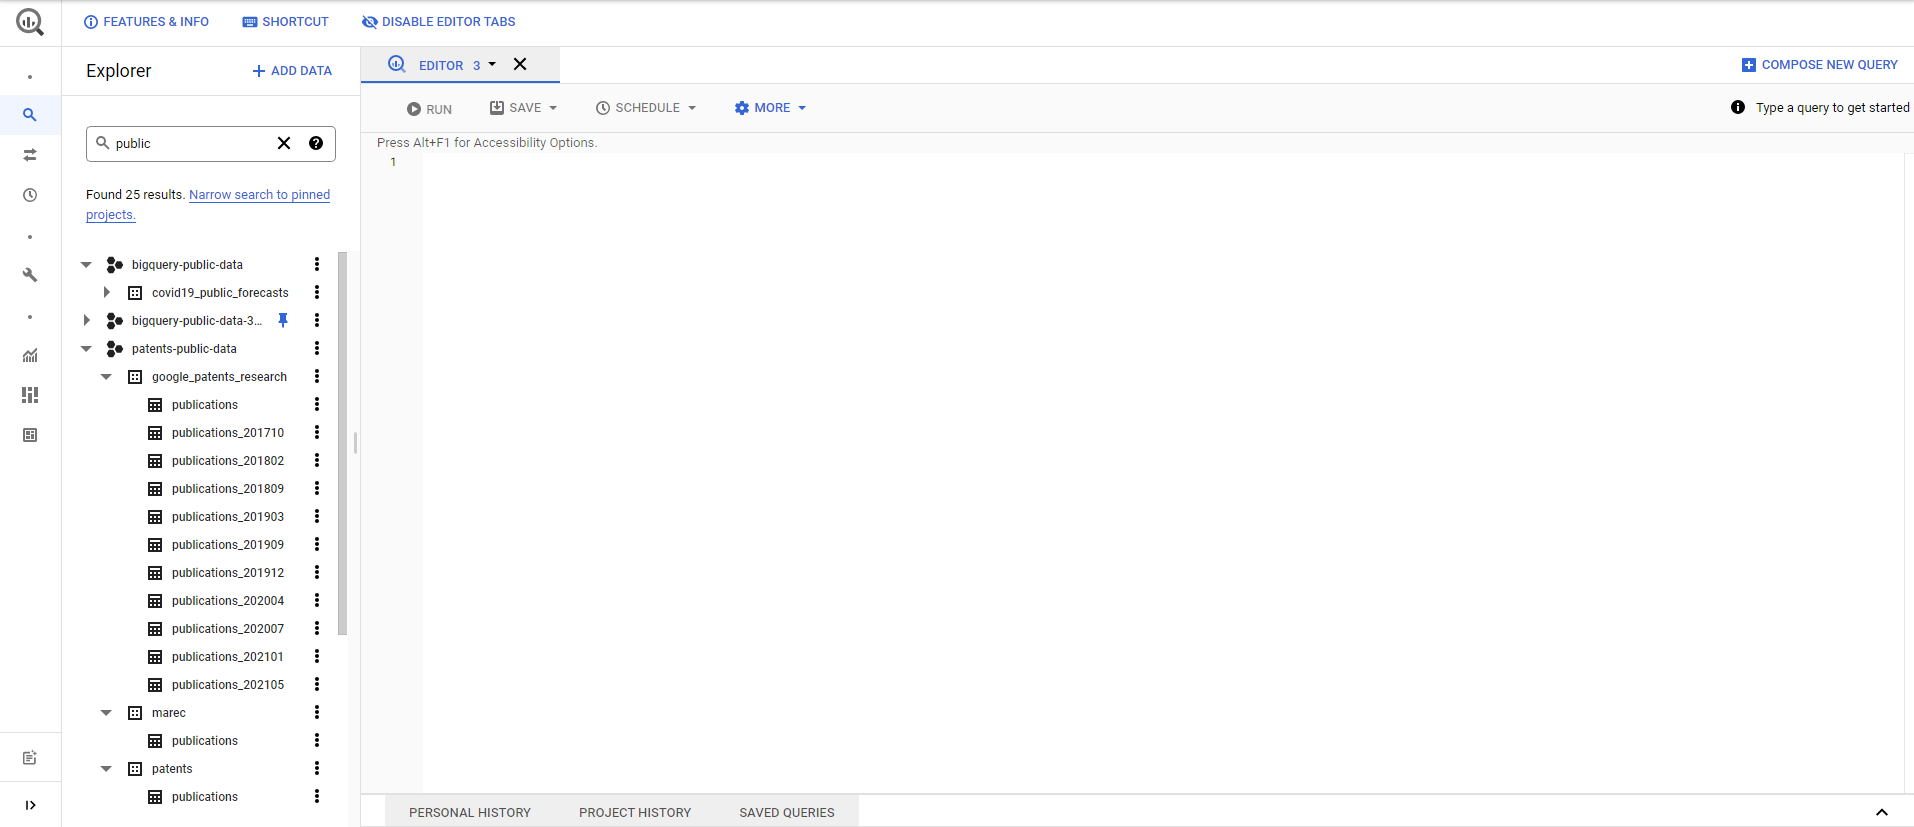 FEATURES & INFO SHORTCUT DISABLE EDITOR TABS
Explorer
ADD DATA
EDITOR 3
COMPOSE NEW QUERY
RUN SAVE SCHEDULE MORE
Type a query to get started
public
Press Alt+F1 for Accessibility Options.
1
Found 25 results. Narrow search to pinned
projects.
bigquery-public-data
covid19_public_forecasts
bigquery-public-data-3...
patents-public-data
google_patents_research
publications
publications_201710
publications_201802
publications_201809
publications_201903
publications_201909
publications_201912
publications_202004
publications_202007
publications_202101
publications_202105
marec
publications
patents
publications
PERSONAL HISTORY PROJECT HISTORY SAVED QUERIES